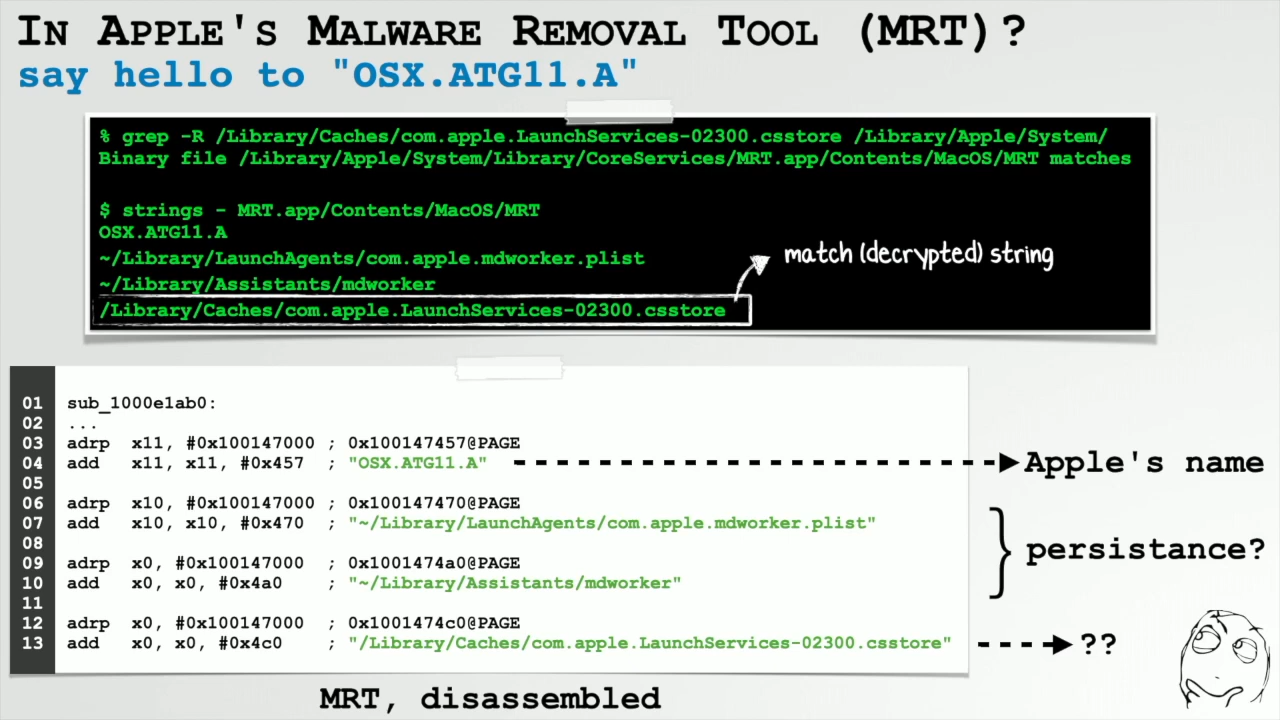 In Apple's Malware Removal Tool (MRT)?
say hello to "OSX.ATG11.A"
% grep -R /Library/Caches/com.apple.LaunchServices-02300.csstore /Library/Apple/System/
Binary file /Library/Apple/System/Library/CoreServices/MRT.app/Contents/MacOS/MRT matches
$ strings - MRT.app/Contents/MacOS/MRT
OSX.ATG11.A
~/Library/LaunchAgents/com.apple.mdworker.plist
~/Library/Assistants/mdworker
/Library/Caches/com.apple.LaunchServices-02300.csstore
match (decrypted) string
01 sub_1000e1ab0:
02 ...
03 adrp x11, #0x100147000 ; 0x100147457@PAGE
04 add x11, x11, #0x457 ; "OSX.ATG11.A"
Apple's name
05
06 adrp x10, #0x100147000 ; 0x100147470@PAGE
07 add x10, x10, #0x470 ; "~/Library/LaunchAgents/com.apple.mdworker.plist"
08
persistance?
09 adrp x0, #0x100147000 ; 0x1001474a0@PAGE
10 add x0, x0, #0x4a0 ; "~/Library/Assistants/mdworker"
11
12 adrp x0, #0x100147000 ; 0x1001474c0@PAGE
13 add x0, x0, #0x4c0 ; "/Library/Caches/com.apple.LaunchServices-02300.csstore"
??
MRT, disassembled